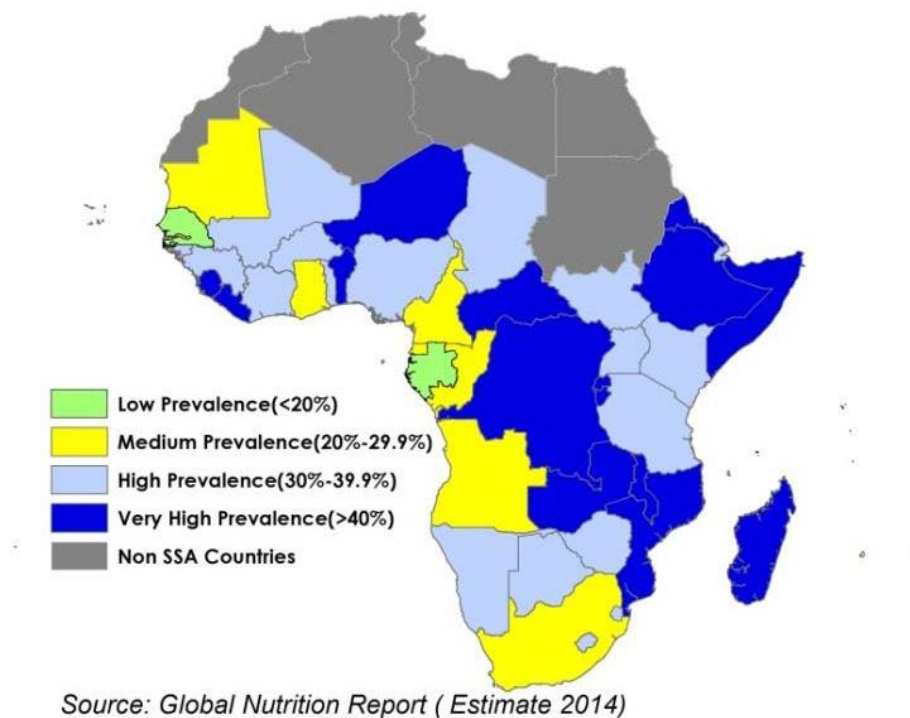 Low Prevalence(<20%)
Medium Prevalence(20%-29.9%)
High Prevalence(30%-39.9%)
Very High Prevalence(>40%)
Non SSA Countries
Source: Global Nutrition Report ( Estimate 2014)